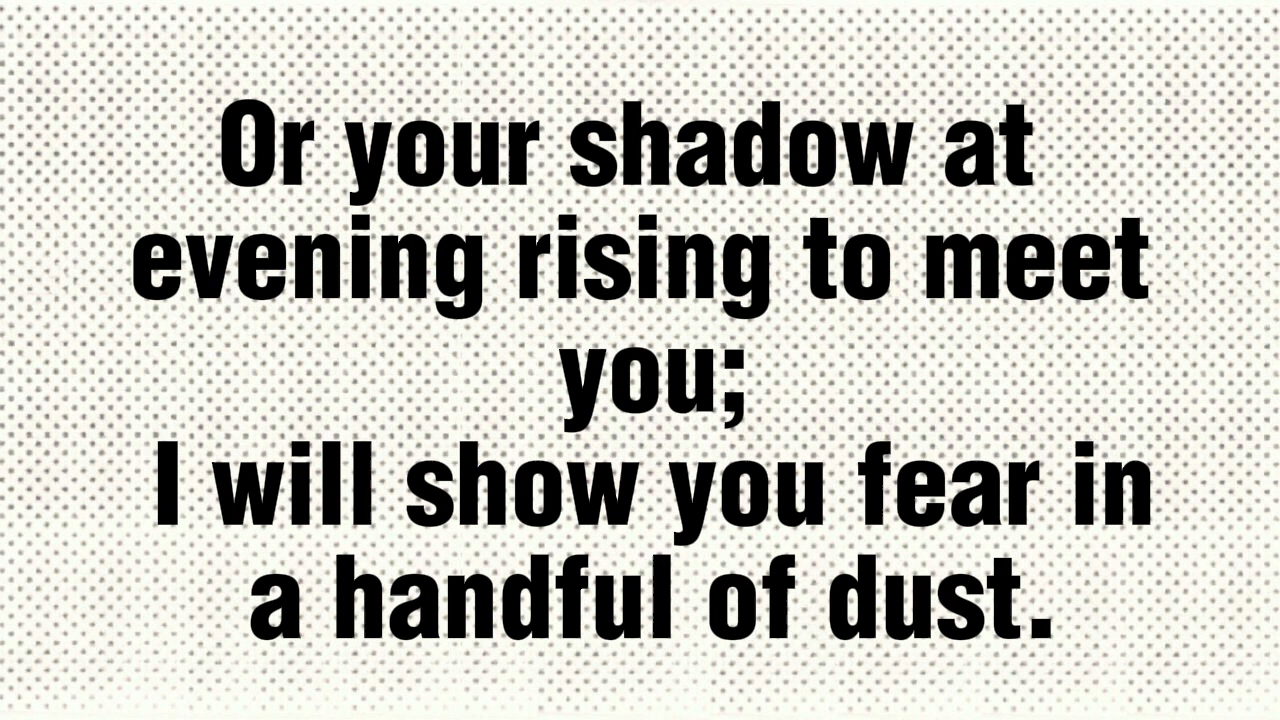 Or your shadow at
evening rising to meet
you;
I will show you fear in
a handful of dust.